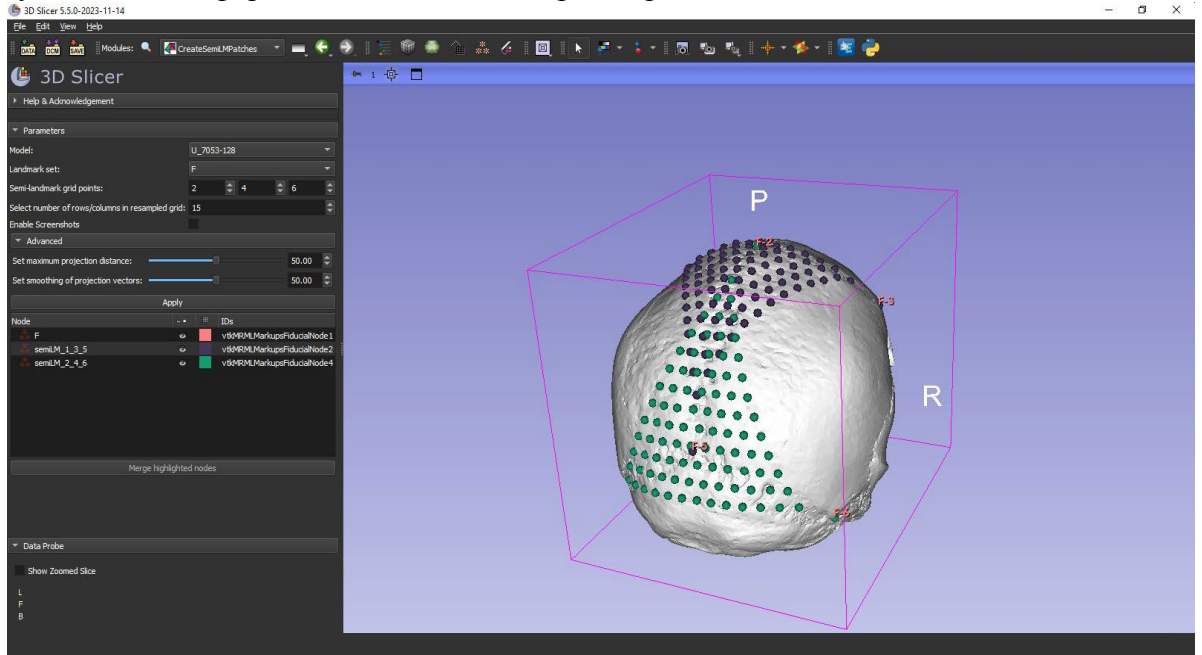 3D Slicer 5.5.0-2023-11-14
File Edit View Help
DATA DCM SAVE Modules: CreateSemiLMPatches
3D Slicer
1
Help & Acknowledgement
Parameters
Model: U_7053-128
Landmark set: F
Semi-landmark grid points: 2 4 6
Select number of rows/columns in resampled grid: 15
Enable Screenshots
Advanced
Set maximum projection distance: 50.00
Set smoothing of projection vectors: 50.00
Apply
Node IDs
F vtkMRMLMarkupsFiducialNode1
semiLM_1_3_5 vtkMRMLMarkupsFiducialNode2
semiLM_2_4_6 vtkMRMLMarkupsFiducialNode4
Merge highlighted nodes
Data Probe
Show Zoomed Slice
L
F
B
P
F-2
F-3
R
F-5
F-6